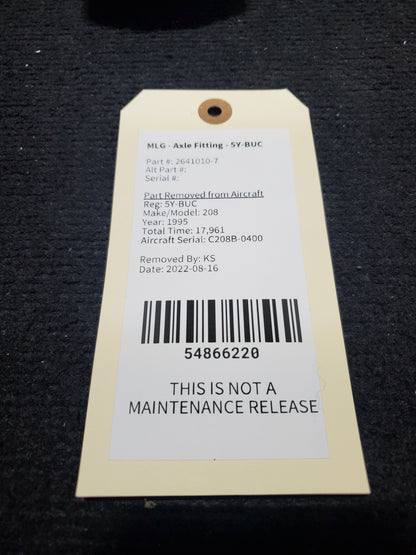 MLG - Axle Fitting - 5Y-BUC
Part #: 2641010-7
Alt Part #:
Serial #:
Part Removed from Aircraft
Reg: 5Y-BUC
Make/Model: 208
Year: 1995
Total Time: 17,961
Aircraft Serial: C208B-0400
Removed By: KS
Date: 2022-08-16
54866220
THIS IS NOT A
MAINTENANCE RELEASE